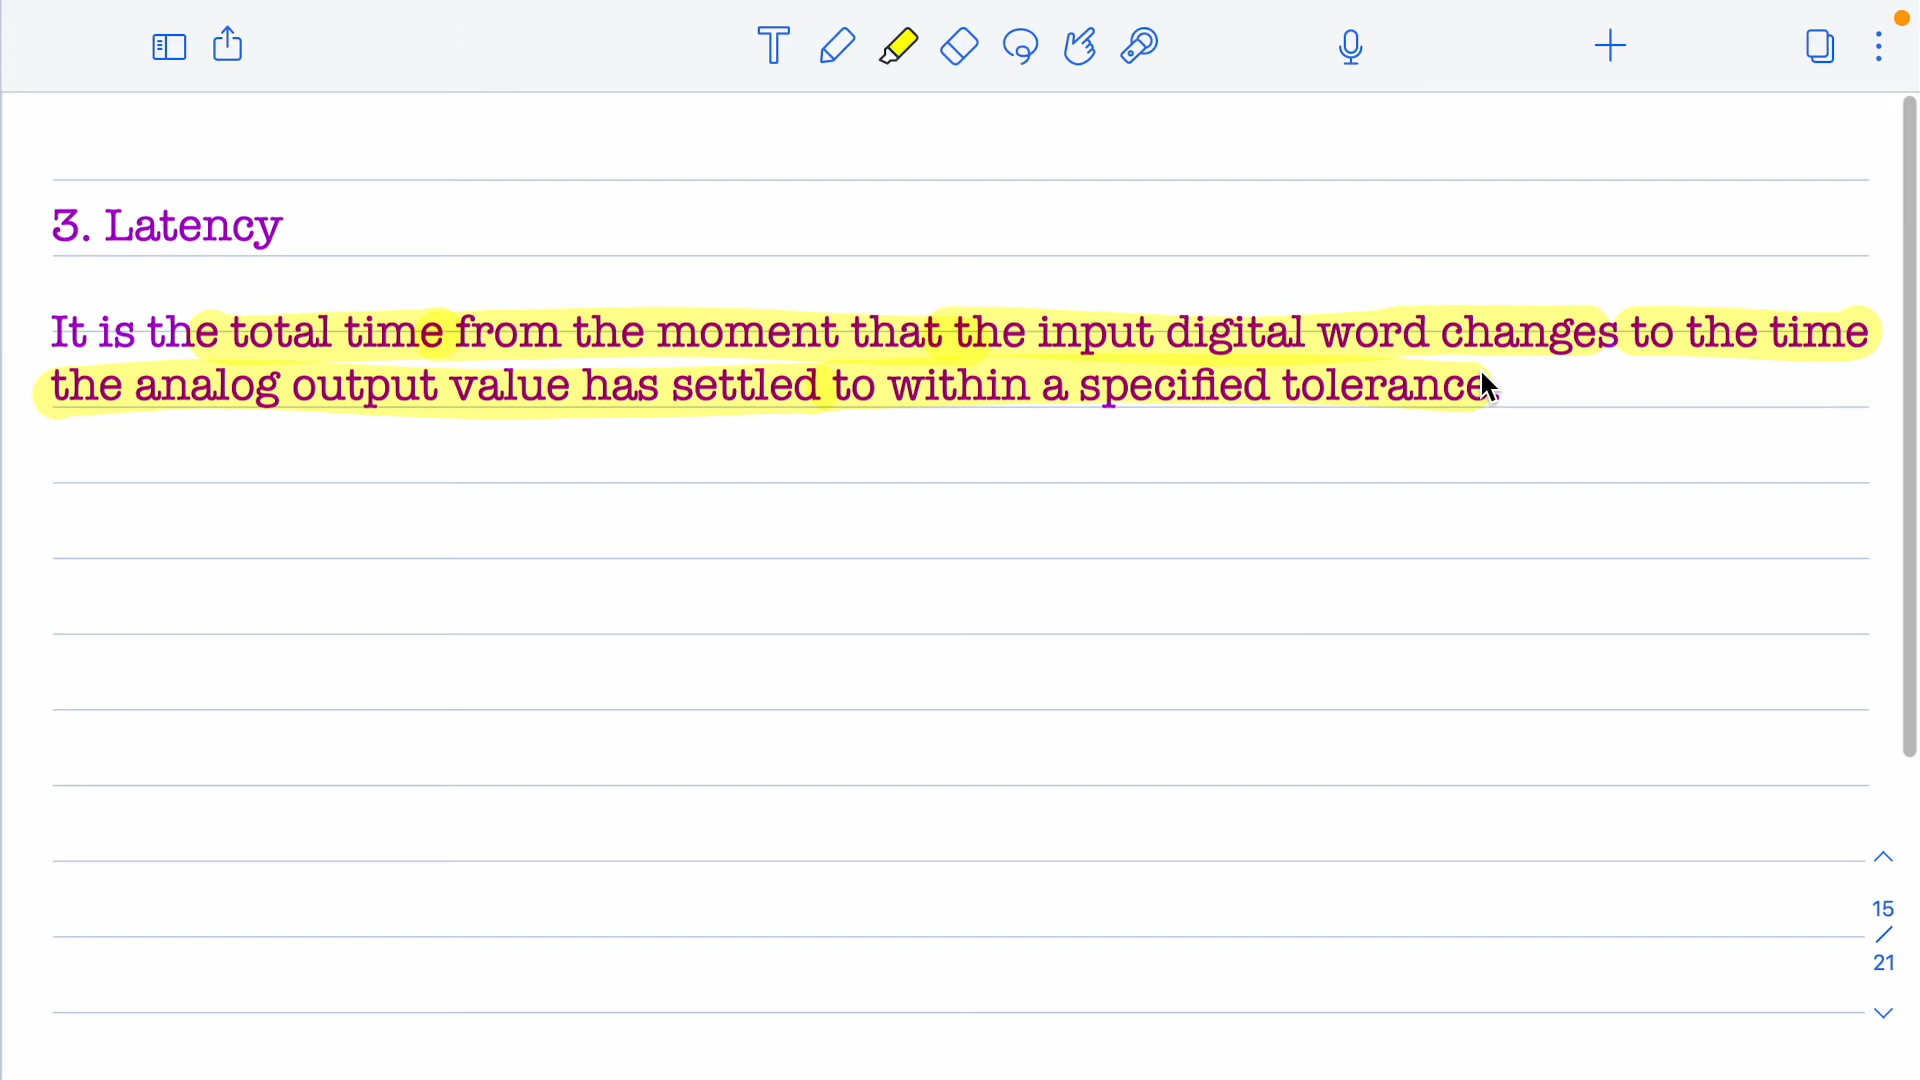 3. Latency
It is the total time from the moment that the input digital word changes to the time
the analog output value has settled to within a specified tolerance.
15
/
21